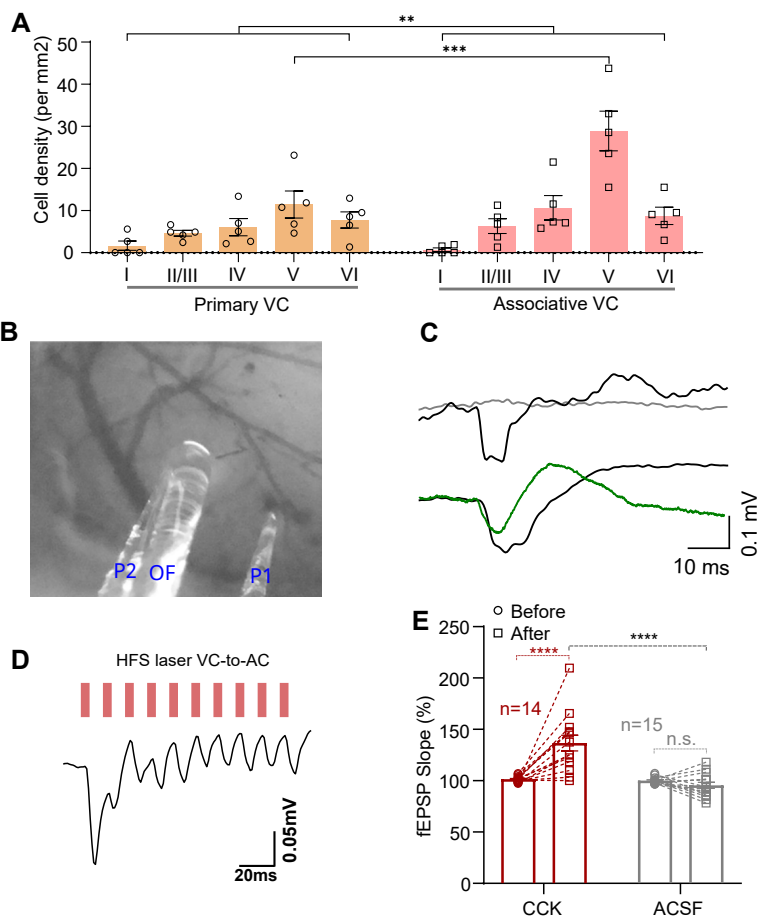 A
Cell density (per mm2)
50
40
30
20
10
0
**
***
I II/III IV V VI
I II/III IV V VI
Primary VC
Associative VC
B
P2 OF P1
C
0.1 mV
10 ms
D
HFS laser VC-to-AC
0.05mV
20ms
E
Before
After
fEPSP Slope (%)
250
200
150
100
50
0
****
****
n=14
n=15
n.s.
CCK
ACSF